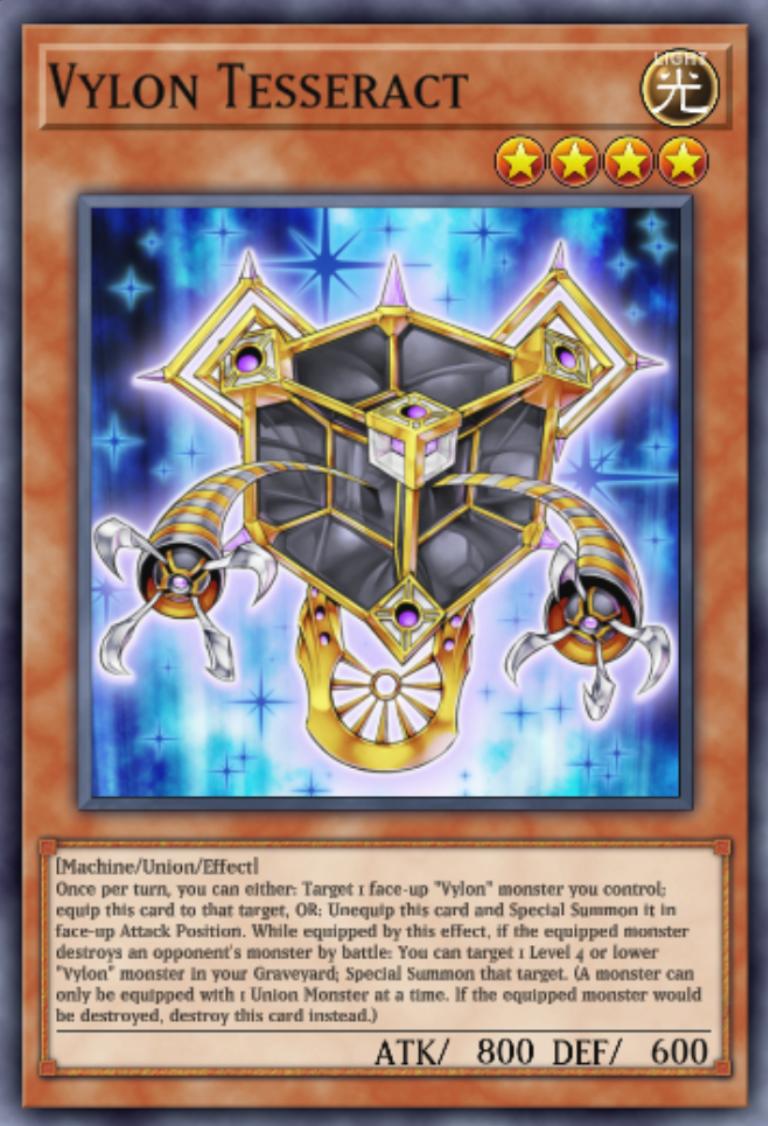 Vylon Tesseract
LIGHT
光
[Machine/Union/Effect]
Once per turn, you can either: Target 1 face-up "Vylon" monster you control;
equip this card to that target, OR: Unequip this card and Special Summon it in
face-up Attack Position. While equipped by this effect, if the equipped monster
destroys an opponent's monster by battle: You can target 1 Level 4 or lower
"Vylon" monster in your Graveyard; Special Summon that target. (A monster can
only be equipped with 1 Union Monster at a time. If the equipped monster would
be destroyed, destroy this card instead.)
ATK/ 800 DEF/ 600